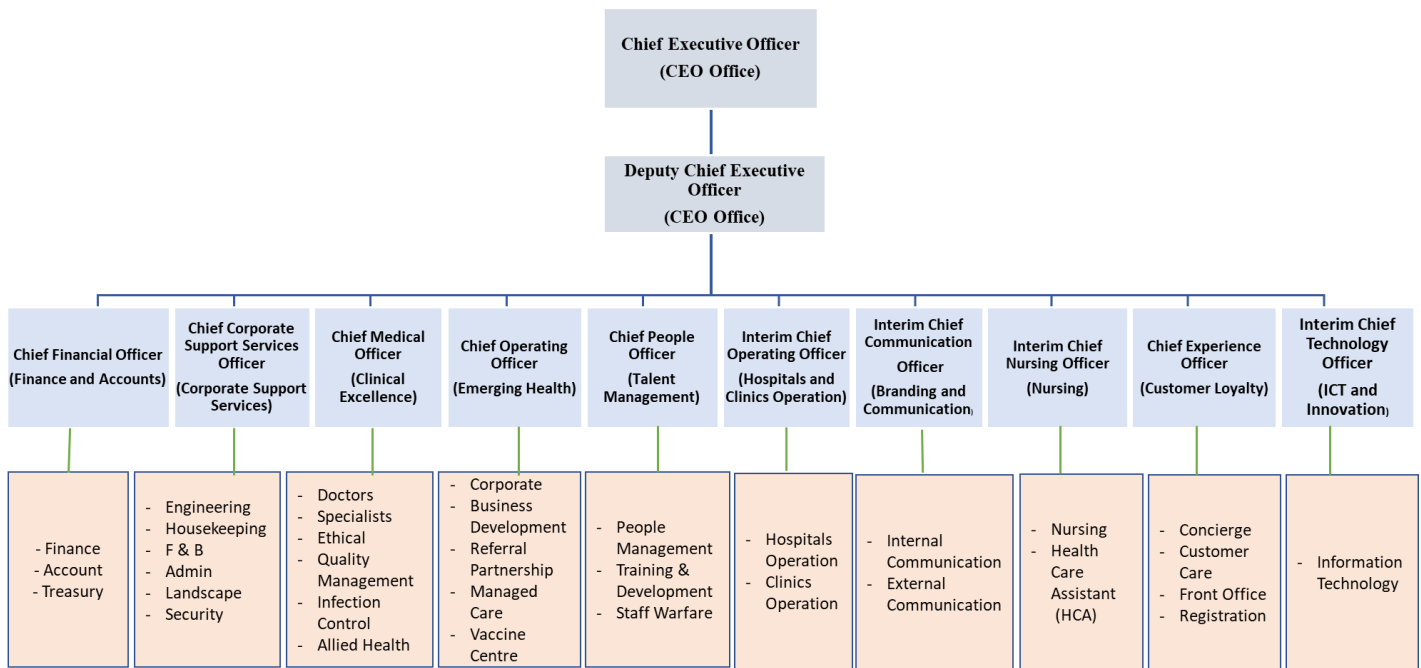 Chief Executive Officer
(CEO Office)
Deputy Chief Executive
Officer
(CEO Office)
Chief Financial Officer
(Finance and Accounts)
Chief Corporate
Support Services
Officer
(Corporate Support
Services)
Chief Medical
Officer
(Clinical
Excellence)
Chief Operating
Officer
(Emerging Health)
Chief People
Officer
(Talent
Management)
Interim Chief
Operating Officer
(Hospitals and
Clinics Operation)
Interim Chief
Communication
Officer
(Branding and
Communication)
Interim Chief
Nursing Officer
(Nursing)
Chief Experience
Officer
(Customer Loyalty)
Interim Chief
Technology
Officer
(ICT and
Innovation)
- Finance
- Account
- Treasury
- Engineering
- Housekeeping
- F & B
- Admin
- Landscape
- Security
- Doctors
- Specialists
- Ethical
- Quality
Management
- Infection
Control
- Allied Health
- Corporate
- Business
Development
- Referral
Partnership
- Managed
Care
- Vaccine
Centre
- People
Management
- Training &
Development
- Staff Warfare
- Hospitals
Operation
- Clinics
Operation
- Internal
Communication
- External
Communication
- Nursing
- Health
Care
Assistant
(HCA)
- Concierge
- Customer
Care
- Front Office
- Registration
- Information
Technology